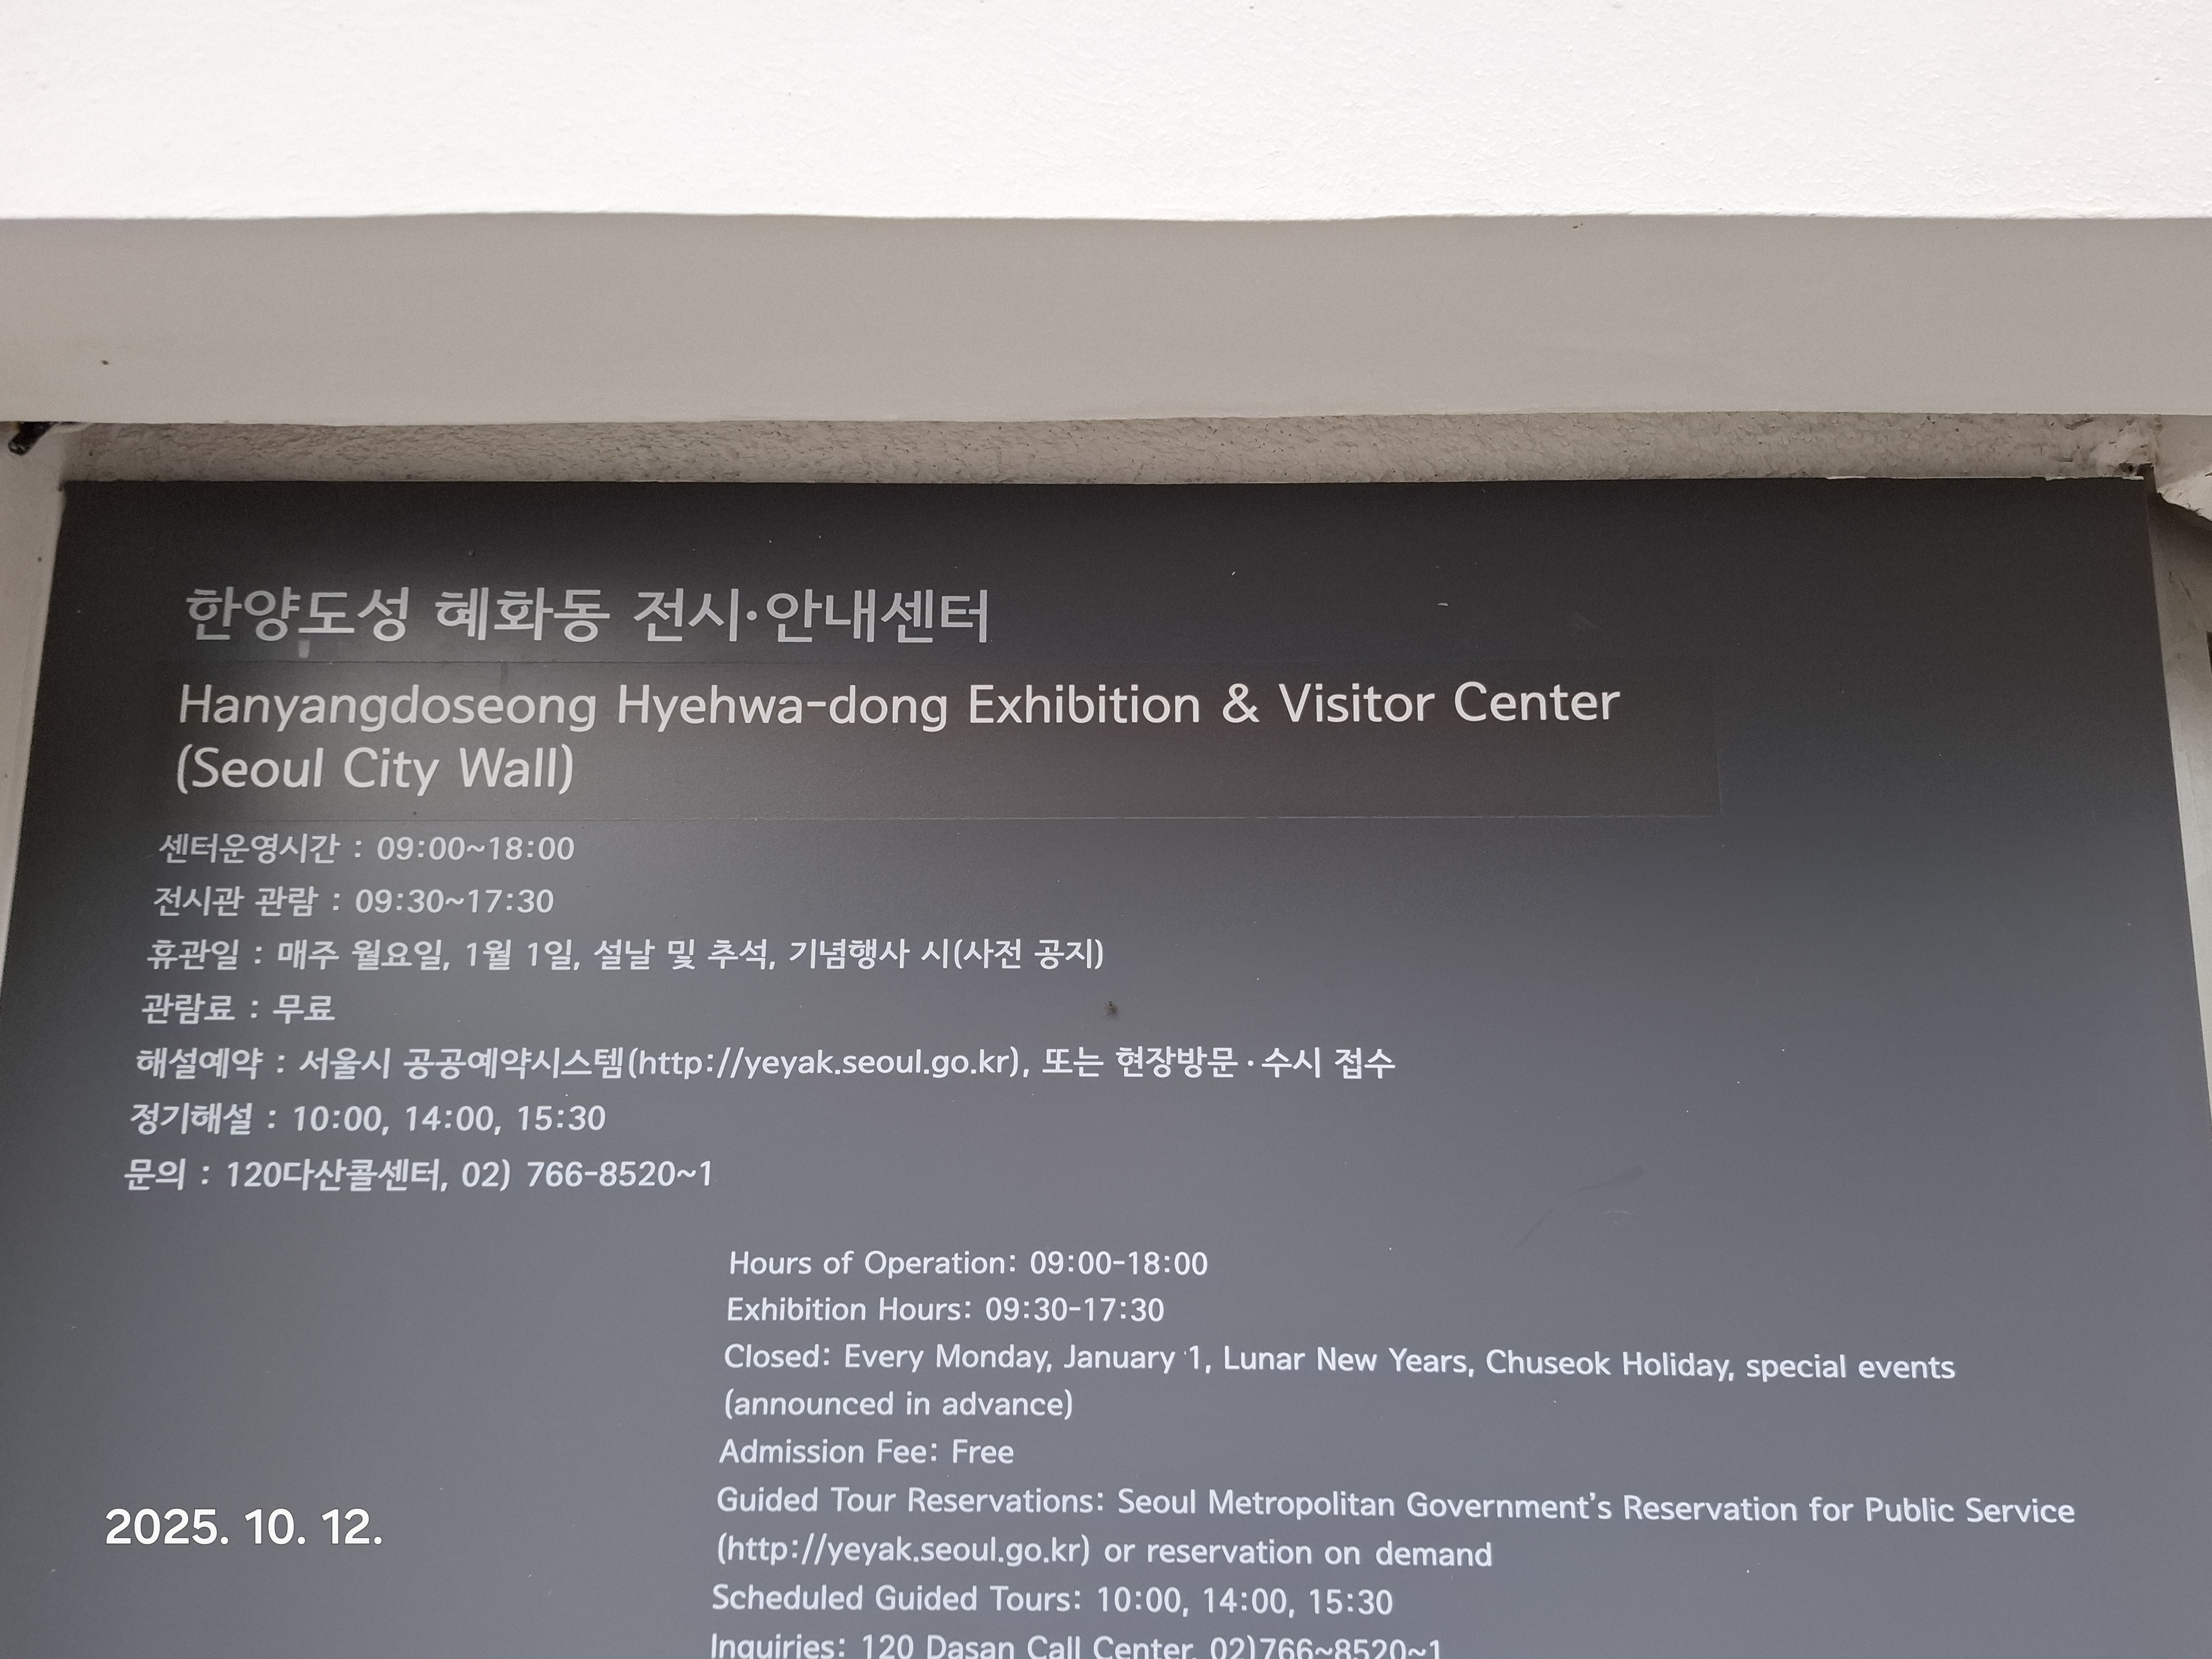 한양도성 혜화동 전시·안내센터
Hanyangdoseong Hyehwa-dong Exhibition & Visitor Center
(Seoul City Wall)
센터운영시간 : 09:00~18:00
전시관 관람 : 09:30~17:30
휴관일 : 매주 월요일, 1월 1일, 설날 및 추석, 기념행사 시(사전 공지)
관람료 : 무료
해설예약 : 서울시 공공예약시스템(http://yeyak.seoul.go.kr), 또는 현장방문·수시 접수
정기해설 : 10:00, 14:00, 15:30
문의 : 120다산콜센터, 02) 766-8520~1
Hours of Operation: 09:00-18:00
Exhibition Hours: 09:30-17:30
Closed: Every Monday, January 1, Lunar New Years, Chuseok Holiday, special events
(announced in advance)
Admission Fee: Free
Guided Tour Reservations: Seoul Metropolitan Government's Reservation for Public Service
(http://yeyak.seoul.go.kr) or reservation on demand
Scheduled Guided Tours: 10:00, 14:00, 15:30
Inquiries: 120 Dasan Call Center, 02)766~8520~1
2025. 10. 12.